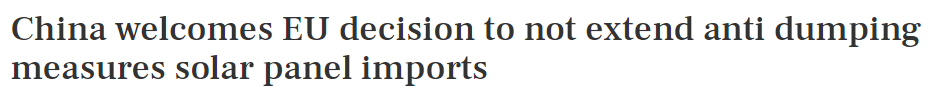 China welcomes EU decision to not extend anti dumping
measures solar panel imports